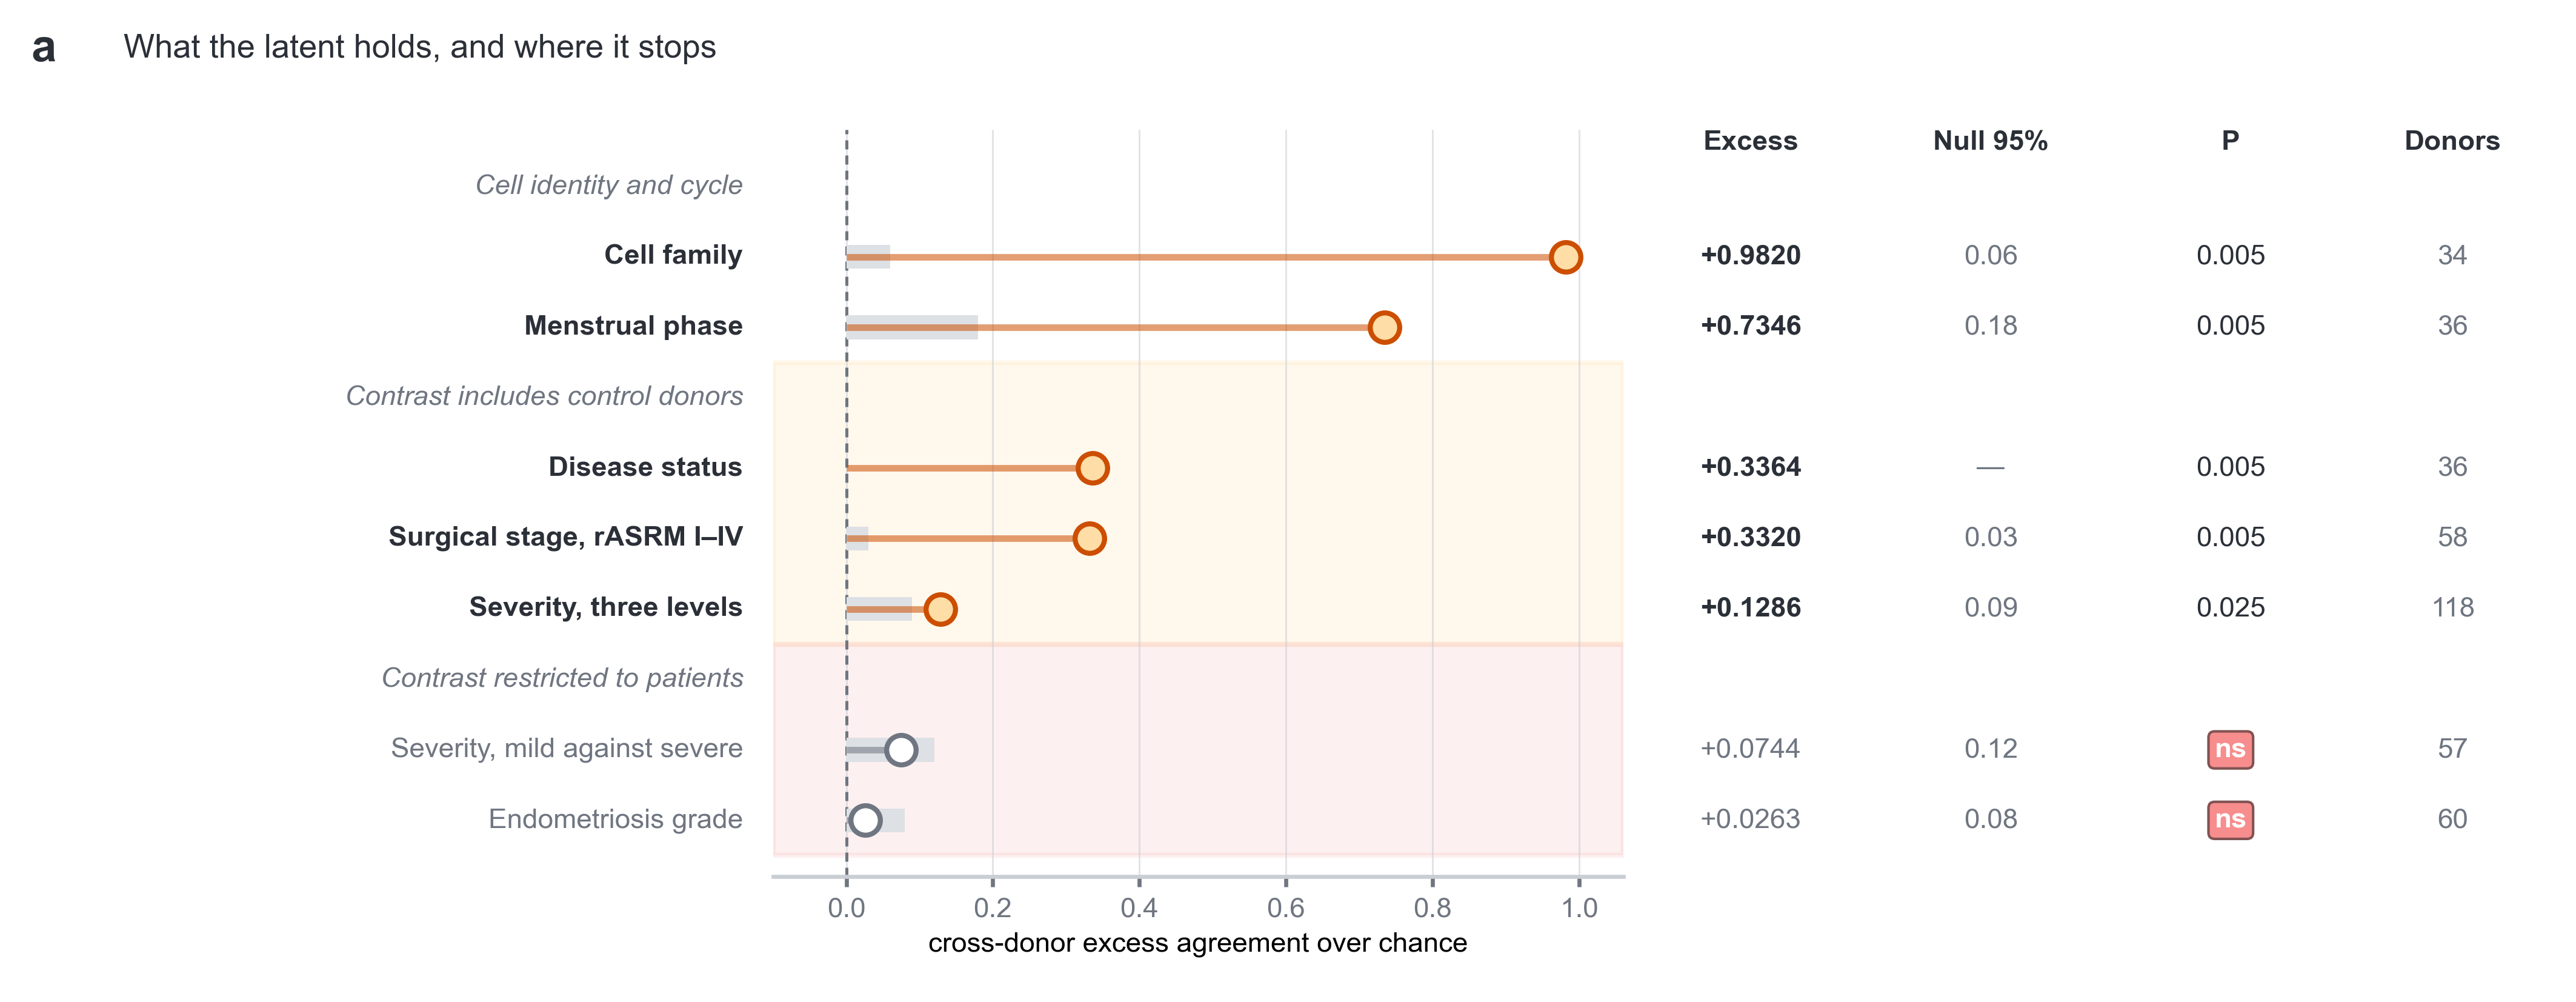 a What the latent holds, and where it stops
Excess Null 95% P Donors
Cell identity and cycle
Cell family +0.9820 0.06 0.005 34
Menstrual phase +0.7346 0.18 0.005 36
Contrast includes control donors
Disease status +0.3364 — 0.005 36
Surgical stage, rASRM I–IV +0.3320 0.03 0.005 58
Severity, three levels +0.1286 0.09 0.025 118
Contrast restricted to patients
Severity, mild against severe +0.0744 0.12 ns 57
Endometriosis grade +0.0263 0.08 ns 60
0.0 0.2 0.4 0.6 0.8 1.0
cross-donor excess agreement over chance